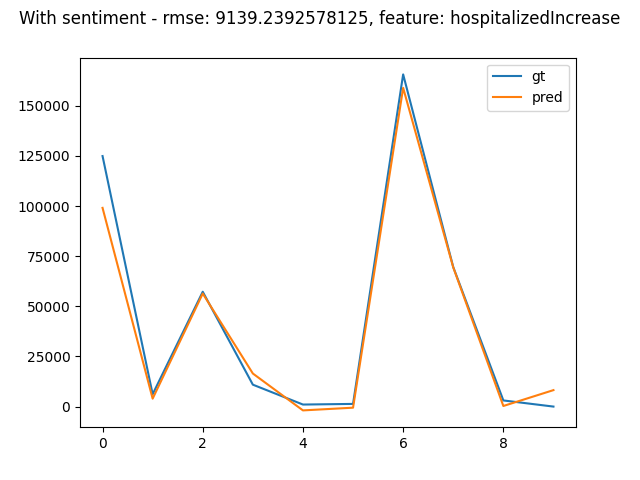 With sentiment - rmse: 9139.2392578125, feature: hospitalizedIncrease
gt
pred
150000
125000
100000
75000
50000
25000
0
0 2 4 6 8